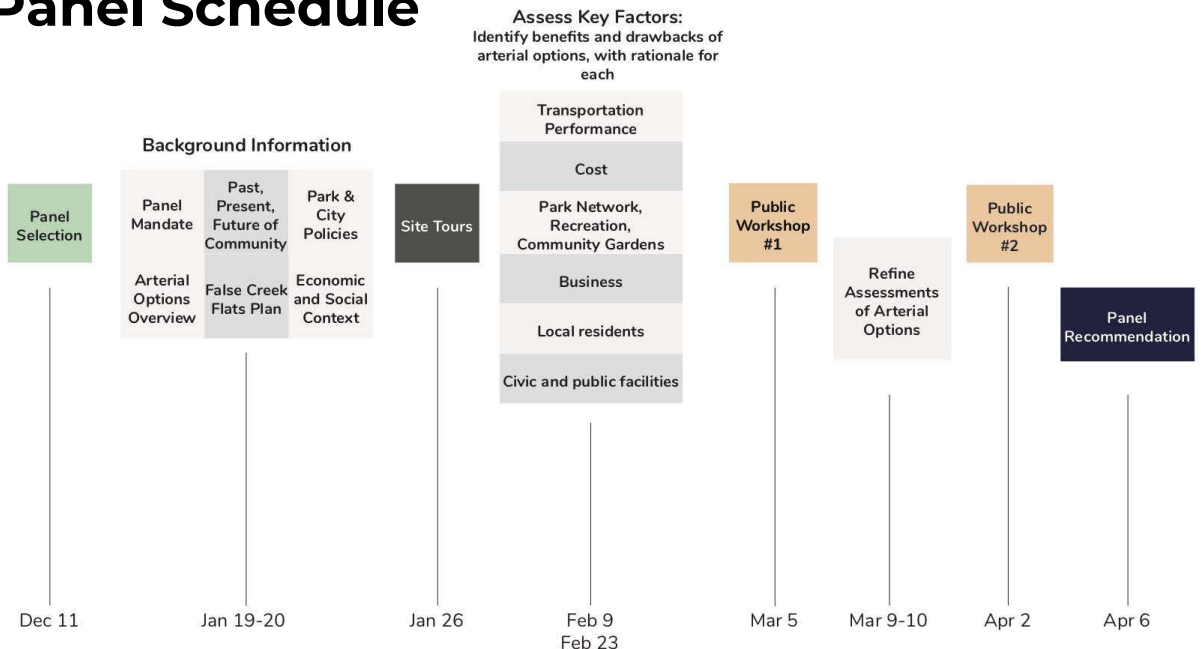 Panel Schedule
Assess Key Factors:
Identify benefits and drawbacks of
arterial options, with rationale for
each
Background Information
Panel
Selection
Panel
Mandate
Past,
Present,
Future of
Community
Park &
City
Policies
Arterial
Options
Overview
False Creek
Flats Plan
Economic
and Social
Context
Site Tours
Transportation
Performance
Cost
Park Network,
Recreation,
Community Gardens
Business
Local residents
Civic and public facilities
Public
Workshop
#1
Refine
Assessments
of Arterial
Options
Public
Workshop
#2
Panel
Recommendation
Dec 11
Jan 19-20
Jan 26
Feb 9
Feb 23
Mar 5
Mar 9-10
Apr 2
Apr 6